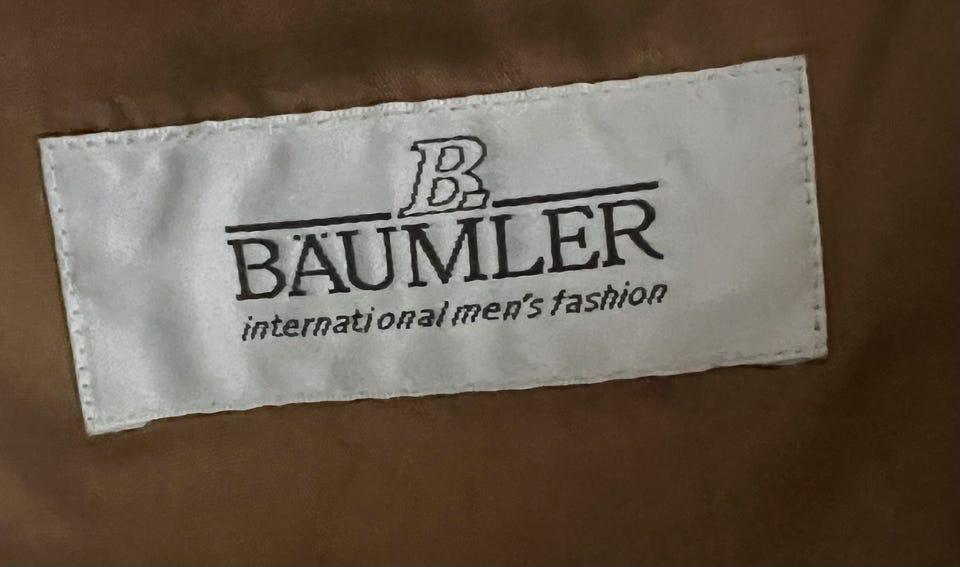 B.
BÄUMLER
international men's fashion